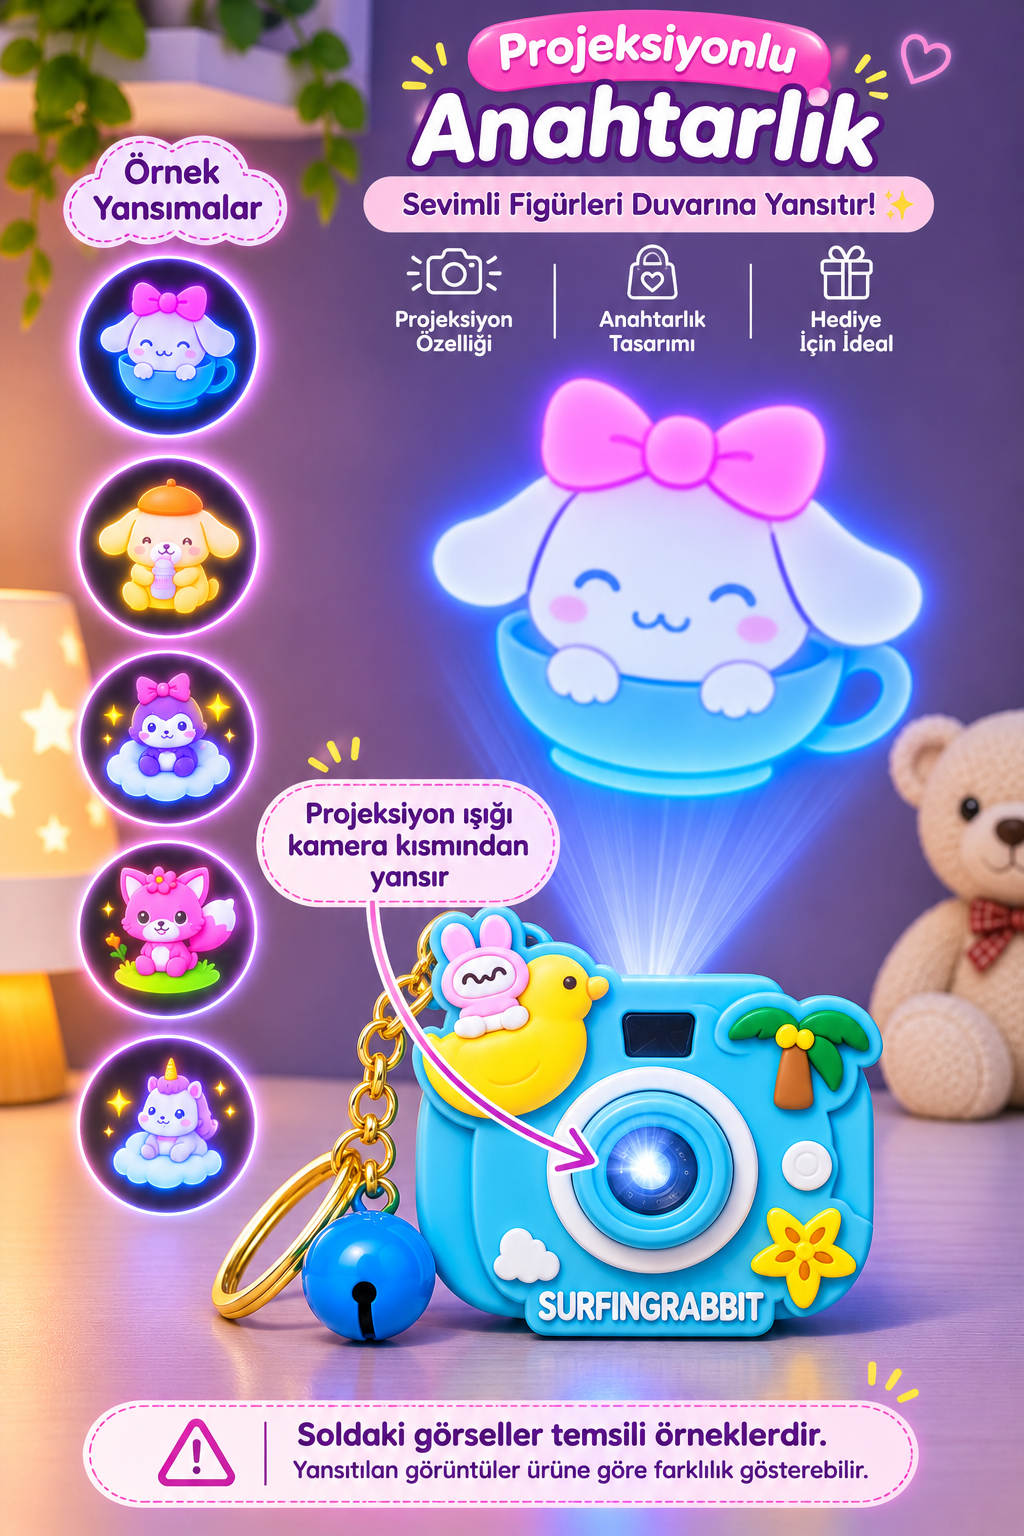 Projeksiyonlu
Anahtarlik
Sevimli Figürleri Duvarına Yansıtır!
Örnek
Yansımalar
Projeksiyon
Özelliği
Anahtarlık
Tasarımı
Hediye
İçin İdeal
Projeksiyon ışığı
kamera kısmından
yansır
SURFINGRABBIT
Soldaki görseller temsili örneklerdir.
Yansıtılan görüntüler ürüne göre farklılık gösterebilir.